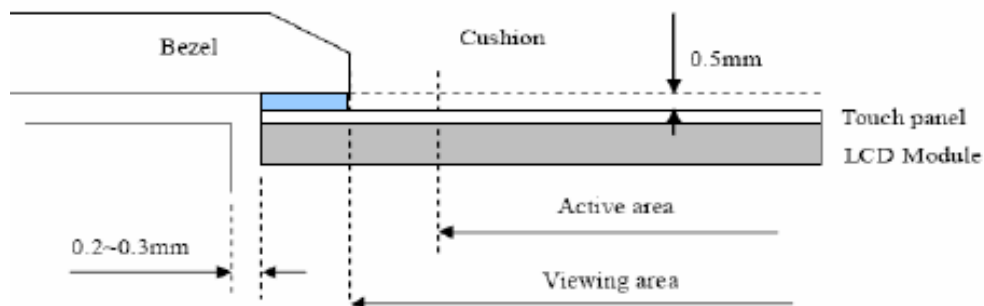 Bezel
Cushion
0.5mm
Touch panel
LCD Module
Active area
0.2~0.3mm
Viewing area